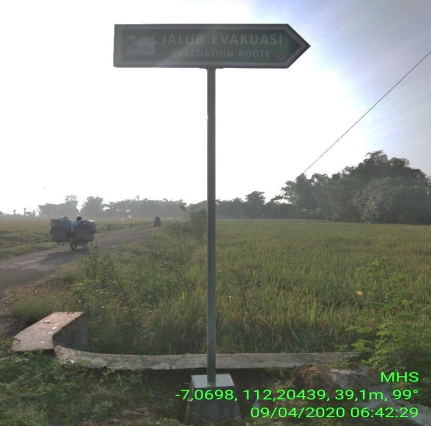 JALUR EVAKUASI
EVACUATION ROUTE
MHS
-7,0698, 112,20439, 39,1m, 99°
09/04/2020 06:42:29